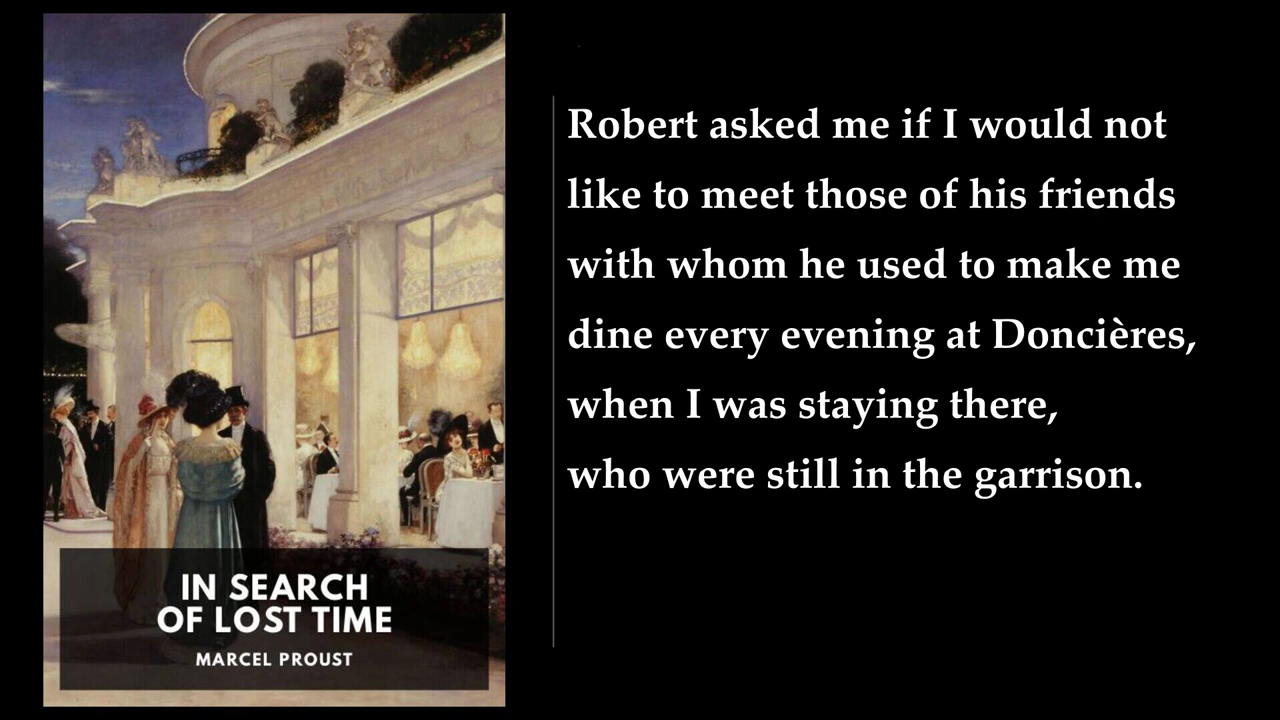 Robert asked me if I would not
like to meet those of his friends
with whom he used to make me
dine every evening at Doncières,
when I was staying there,
who were still in the garrison.
IN SEARCH
OF LOST TIME
MARCEL PROUST